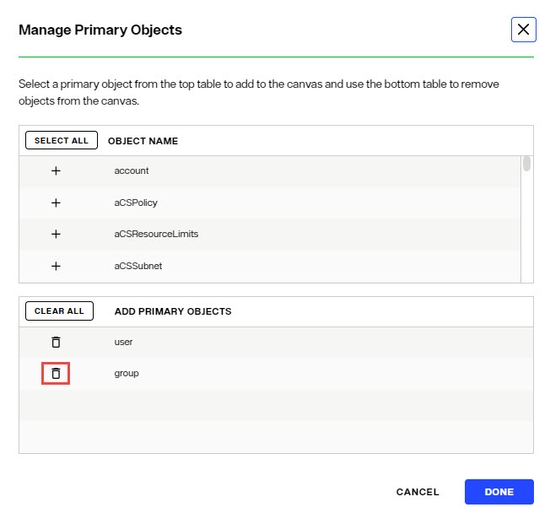 Manage Primary Objects
Select a primary object from the top table to add to the canvas and use the bottom table to remove
objects from the canvas.
SELECT ALL OBJECT NAME
account
aCSPolicy
aCSResourceLimits
aCSSubnet
CLEAR ALL ADD PRIMARY OBJECTS
user
group
CANCEL DONE